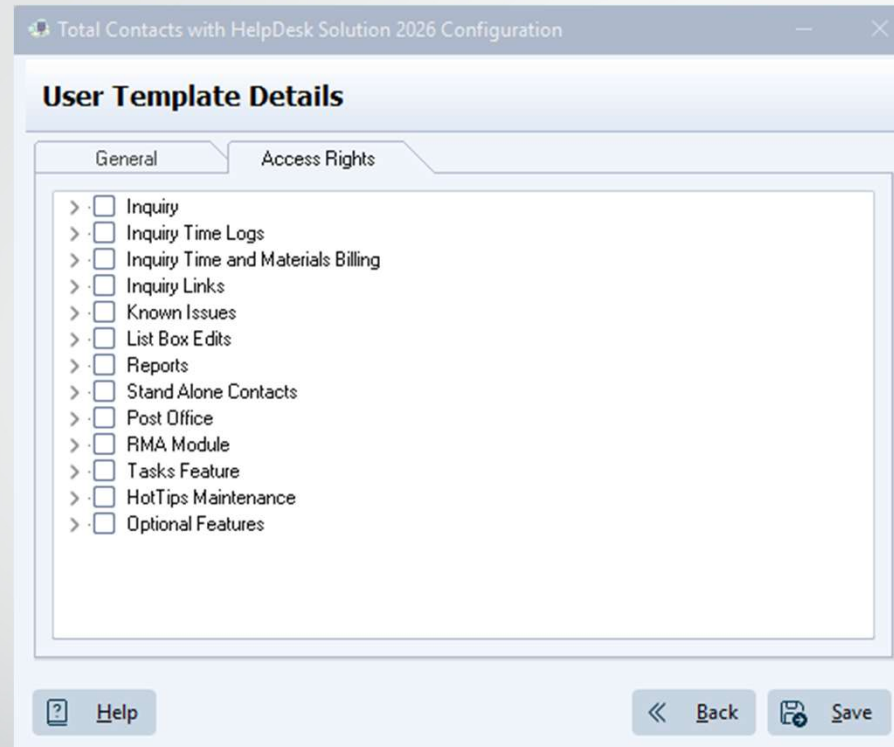 Total Contacts with HelpDesk Solution 2026 Configuration
User Template Details
General Access Rights
Inquiry
Inquiry Time Logs
Inquiry Time and Materials Billing
Inquiry Links
Known Issues
List Box Edits
Reports
Stand Alone Contacts
Post Office
RMA Module
Tasks Feature
HotTips Maintenance
Optional Features
Help Back Save